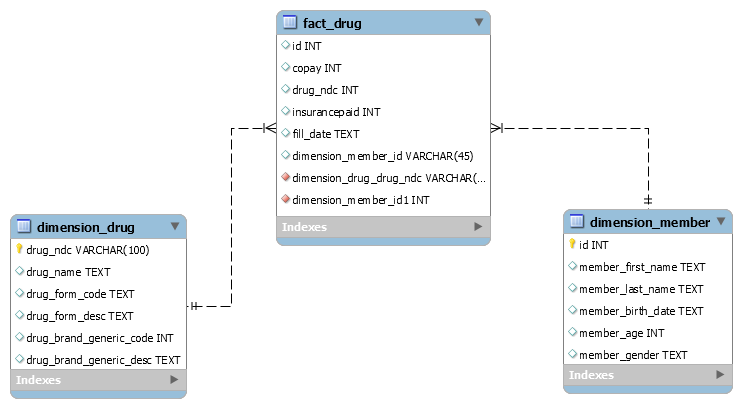 fact_drug
id INT
copay INT
drug_ndc INT
insurancepaid INT
fill_date TEXT
dimension_member_id VARCHAR(45)
dimension_drug_drug_ndc VARCHAR(...
dimension_member_id1 INT
Indexes
dimension_drug
drug_ndc VARCHAR(100)
drug_name TEXT
drug_form_code TEXT
drug_form_desc TEXT
drug_brand_generic_code INT
drug_brand_generic_desc TEXT
Indexes
dimension_member
id INT
member_first_name TEXT
member_last_name TEXT
member_birth_date TEXT
member_age INT
member_gender TEXT
Indexes